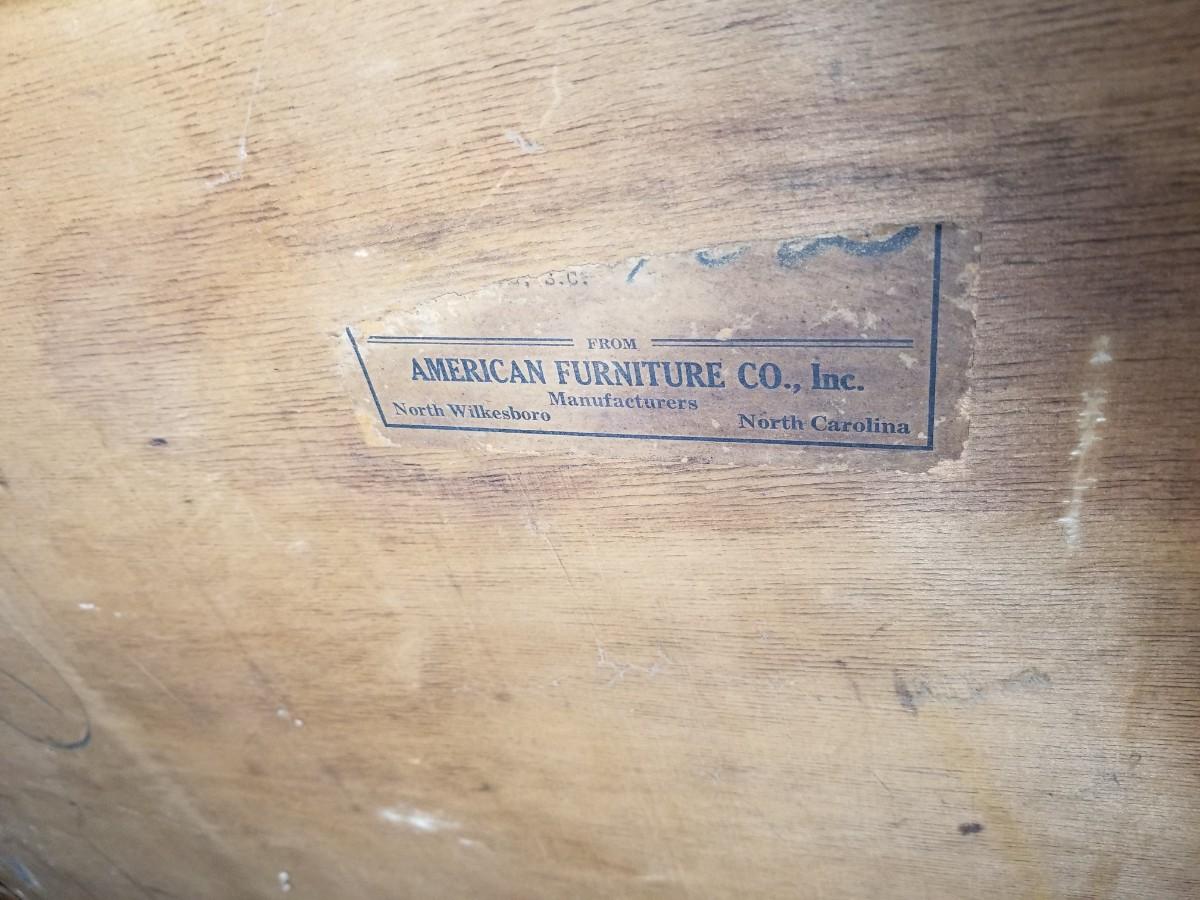 S.C.
FROM
AMERICAN FURNITURE CO., Inc.
Manufacturers
North Wilkesboro North Carolina